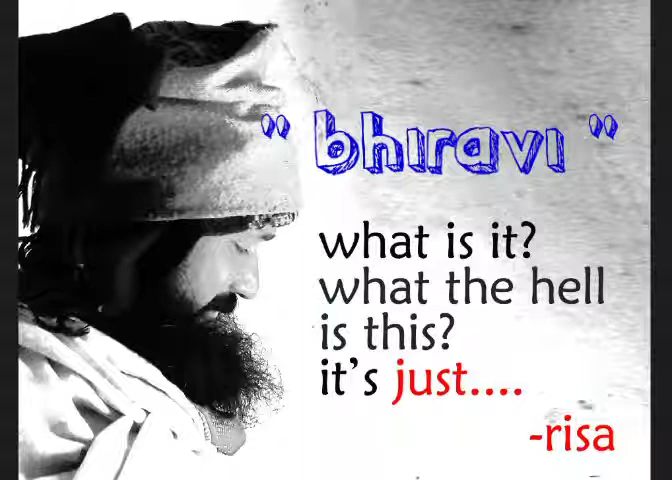 " bhiravi "
what is it?
what the hell
is this?
it's just....
-risa